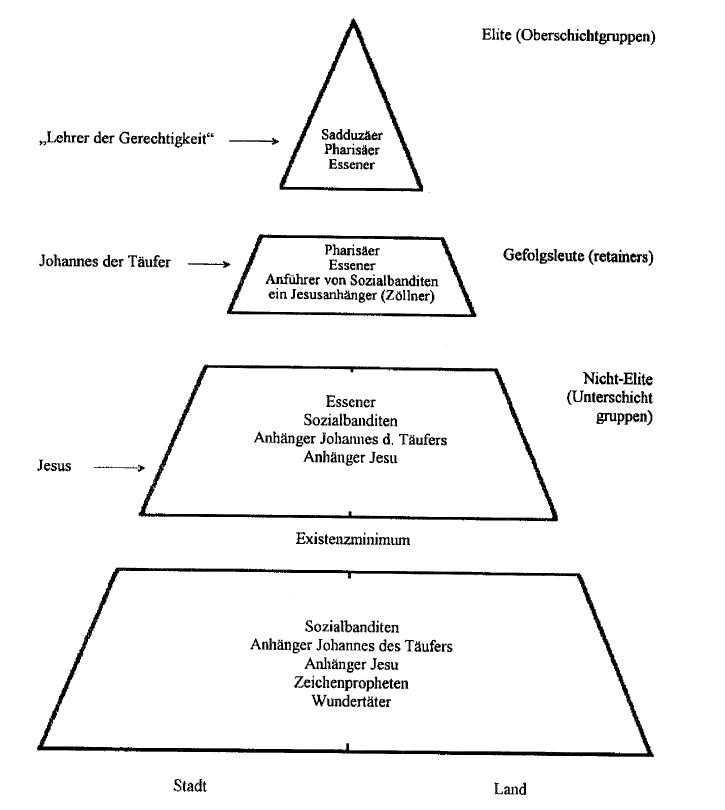 Elite (Oberschichtgruppen)
„Lehrer der Gerechtigkeit“
Sadduzäer
Pharisäer
Essener
Johannes der Täufer
Pharisäer
Essener
Anführer von Sozialbanditen
ein Jesusanhänger (Zöllner)
Gefolgsleute (retainers)
Nicht-Elite
(Unterschicht
gruppen)
Essener
Sozialbanditen
Anhänger Johannes d. Täufers
Anhänger Jesu
Jesus
Existenzminimum
Sozialbanditen
Anhänger Johannes des Täufers
Anhänger Jesu
Zeichenpropheten
Wundertäter
Stadt
Land